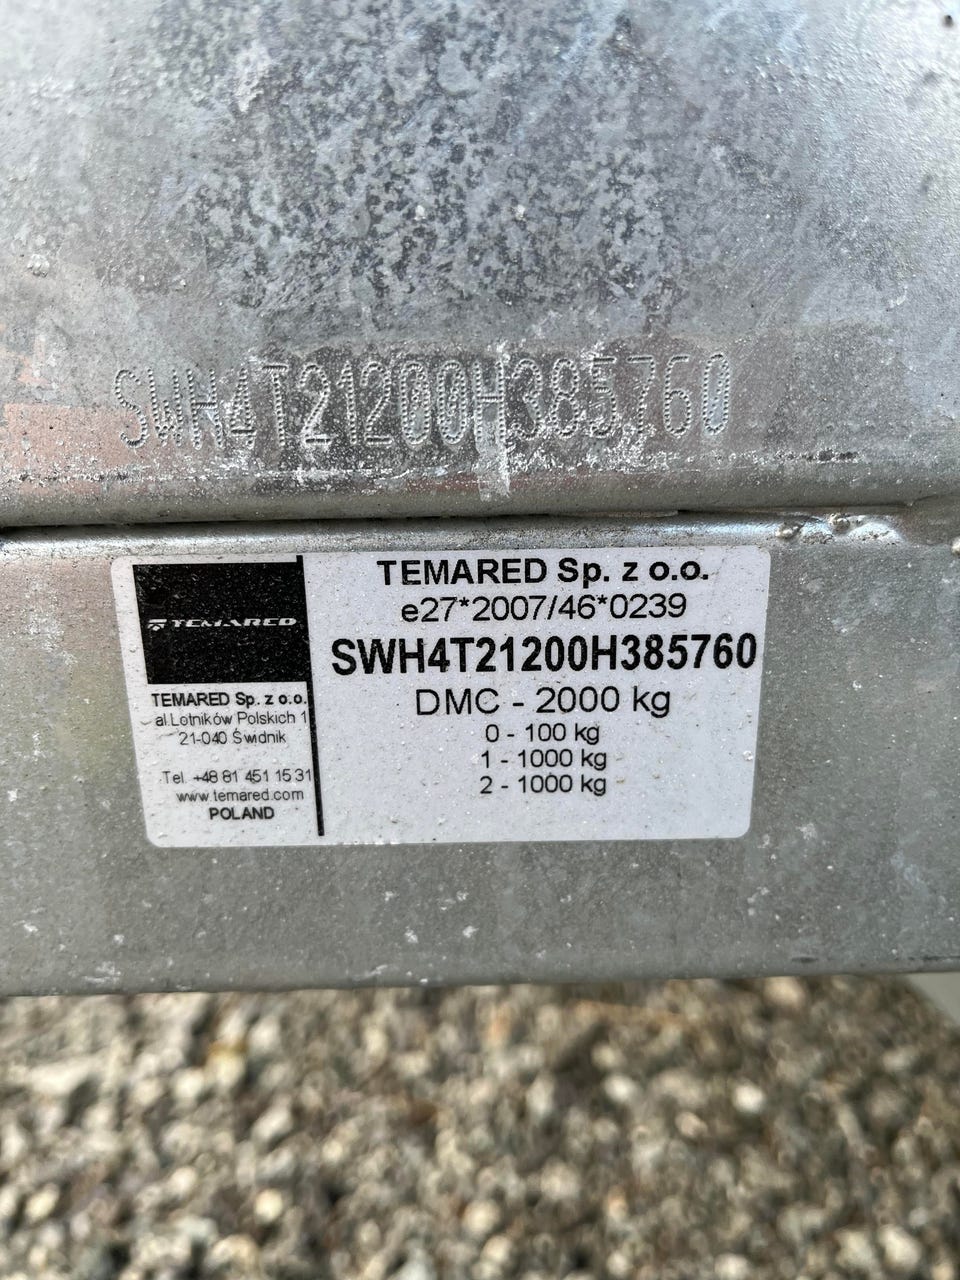 SWH4T21200H385760
TEMARED
TEMARED Sp. z o.o.
al.Lotników Polskich 1
21-040 Świdnik
Tel. +48 81 451 15 31
www.temared.com
POLAND
TEMARED Sp. z o.o.
e27*2007/46*0239
SWH4T21200H385760
DMC - 2000 kg
0 - 100 kg
1 - 1000 kg
2 - 1000 kg